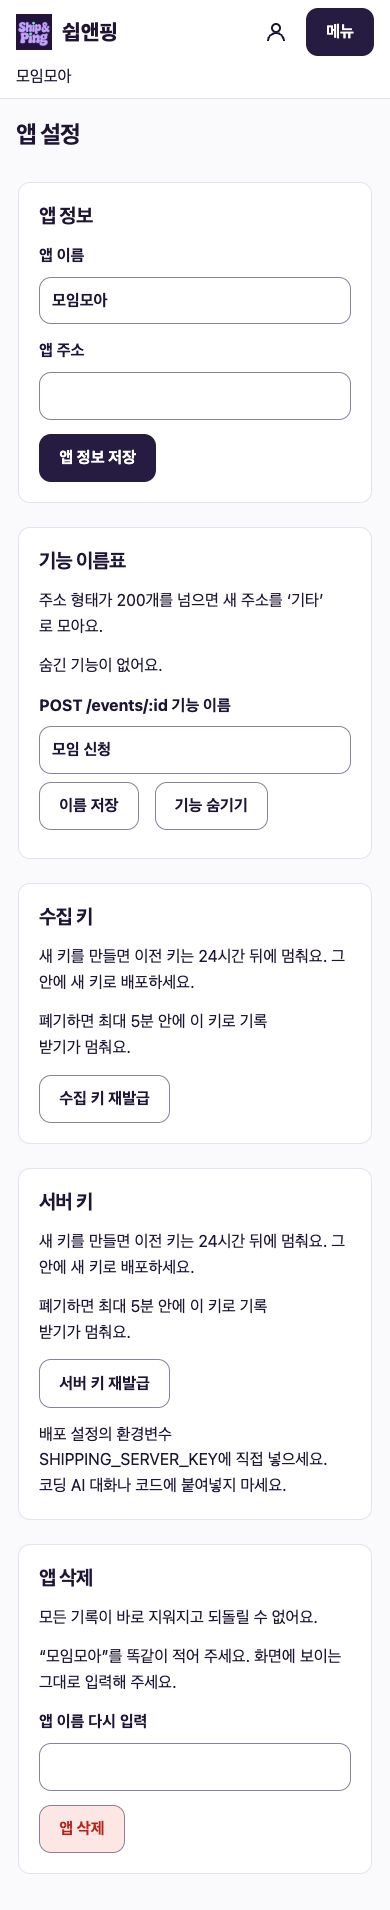 Ship&
Ping
쉽앤핑
메뉴
모임모아
앱 설정
앱 정보
앱 이름
모임모아
앱 주소
앱 정보 저장
기능 이름표
주소 형태가 200개를 넘으면 새 주소를 ‘기타’
로 모아요.
숨긴 기능이 없어요.
POST /events/:id 기능 이름
모임 신청
이름 저장
기능 숨기기
수집 키
새 키를 만들면 이전 키는 24시간 뒤에 멈춰요. 그
안에 새 키로 배포하세요.
폐기하면 최대 5분 안에 이 키로 기록
받기가 멈춰요.
수집 키 재발급
서버 키
새 키를 만들면 이전 키는 24시간 뒤에 멈춰요. 그
안에 새 키로 배포하세요.
폐기하면 최대 5분 안에 이 키로 기록
받기가 멈춰요.
서버 키 재발급
배포 설정의 환경변수
SHIPPING_SERVER_KEY에 직접 넣으세요.
코딩 AI 대화나 코드에 붙여넣지 마세요.
앱 삭제
모든 기록이 바로 지워지고 되돌릴 수 없어요.
“모임모아”를 똑같이 적어 주세요. 화면에 보이는
그대로 입력해 주세요.
앱 이름 다시 입력
앱 삭제